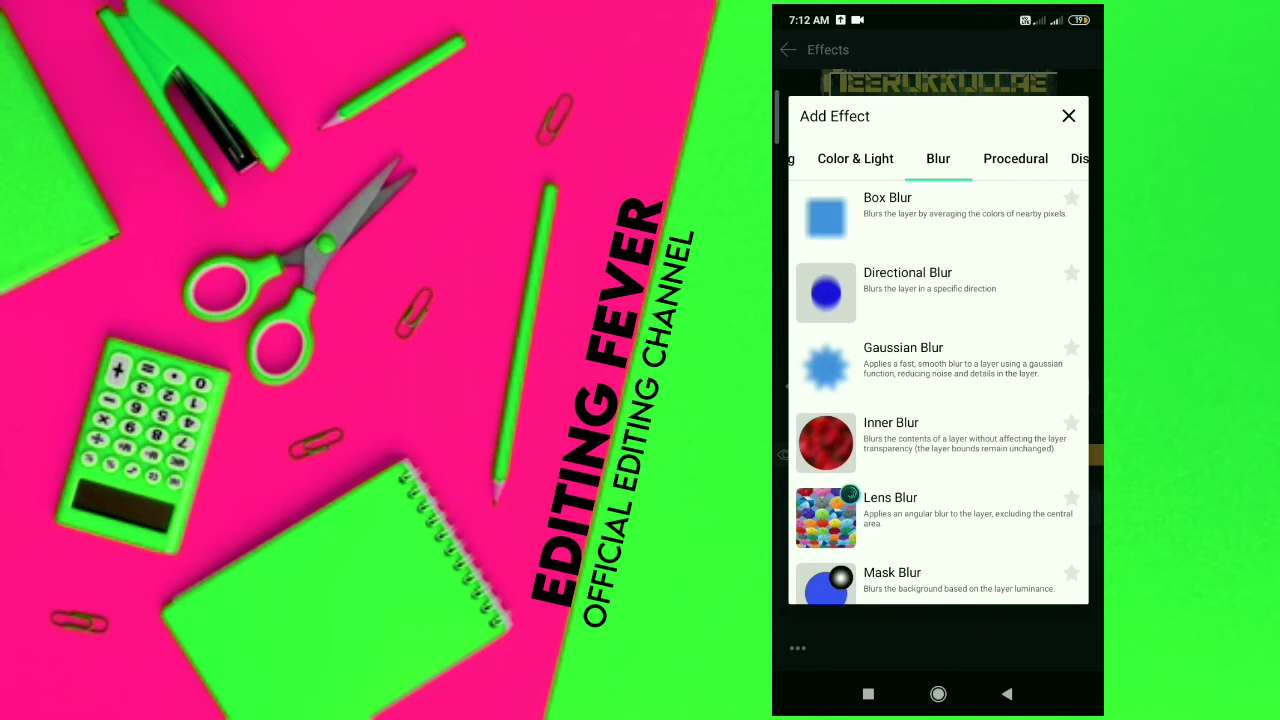 EDITING FEVER
OFFICIAL EDITING CHANNEL
7:12 AM
19
Effects
NEERUKKULLAE
Add Effect
g
Color & Light
Blur
Procedural
Dis
Box Blur
Blurs the layer by averaging the colors of nearby pixels.
Directional Blur
Blurs the layer in a specific direction
Gaussian Blur
Applies a fast, smooth blur to a layer using a gaussian
function, reducing noise and details in the layer.
Inner Blur
Blurs the contents of a layer without affecting the layer
transparency (the layer bounds remain unchanged)
Lens Blur
Applies an angular blur to the layer, excluding the central
area.
Mask Blur
Blurs the background based on the layer luminance.